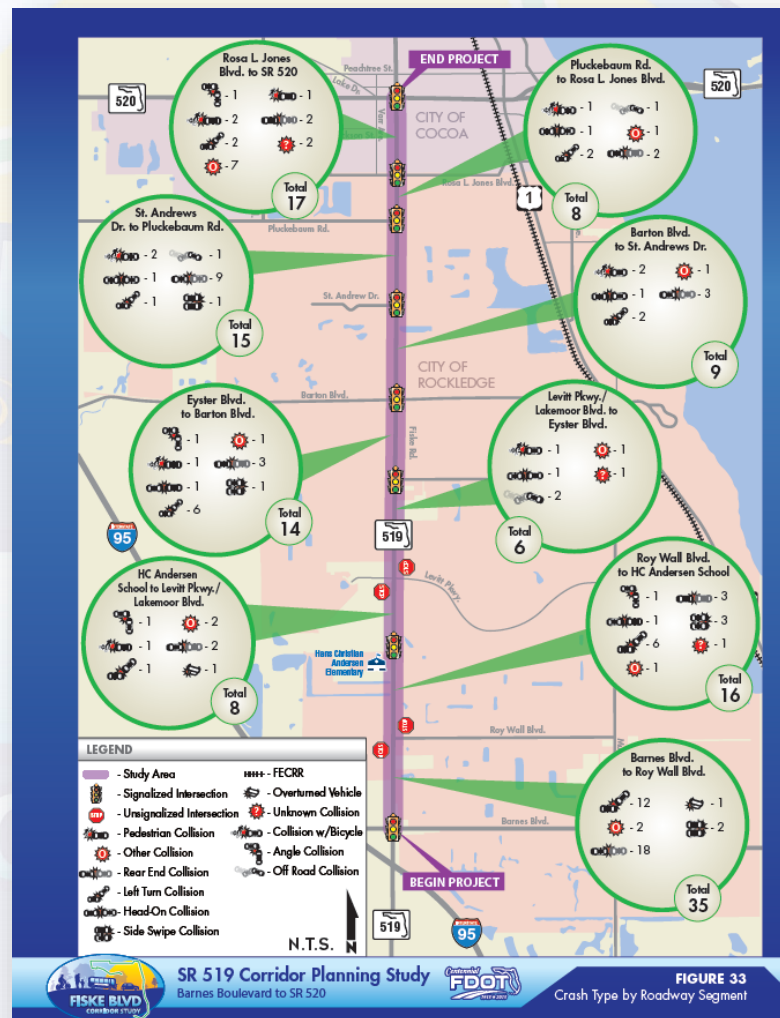 Rosa L. Jones
Blvd. to SR 520
- 1
- 1
- 2
- 2
- 2
- 2
- 7
Total
17
END PROJECT
Peachtree St.
Lake Dr.
520
CITY OF
COCOA
Pluckebaum Rd.
to Rosa L. Jones Blvd.
- 1
- 1
- 1
- 1
- 2
- 2
Total
8
520
Rosa L. Jones Blvd.
1
St. Andrews
Dr. to Pluckebaum Rd.
- 2
- 1
- 1
- 9
- 1
- 1
Total
15
Pluckebaum Rd.
St. Andrew Dr.
Barton Blvd.
to St. Andrews Dr.
- 2
- 1
- 1
- 3
- 2
Total
9
CITY OF
ROCKLEDGE
Barton Blvd.
Fiske Rd.
Eyster Blvd.
to Barton Blvd.
- 1
- 1
- 1
- 3
- 1
- 1
- 6
Total
14
Levitt Pkwy./
Lakemoor Blvd. to
Eyster Blvd.
- 1
- 1
- 1
- 1
- 2
Total
6
95
519
STOP
STOP
Levitt Pkwy.
HC Andersen
School to Levitt Pkwy./
Lakemoor Blvd.
- 1
- 2
- 1
- 2
- 1
- 1
Total
8
Hans Christian
Andersen
Elementary
Roy Wall Blvd.
to HC Andersen School
- 1
- 3
- 1
- 3
- 6
- 1
- 1
Total
16
STOP
STOP
Roy Wall Blvd.
Barnes Blvd.
to Roy Wall Blvd.
- 12
- 1
- 2
- 2
- 18
Total
35
Barnes Blvd.
BEGIN PROJECT
519
95
LEGEND
- Study Area
- FECRR
- Signalized Intersection
- Overturned Vehicle
STOP - Unsignalized Intersection
? - Unknown Collision
- Pedestrian Collision
- Collision w/Bicycle
O - Other Collision
- Angle Collision
- Rear End Collision
- Off Road Collision
- Left Turn Collision
- Head-On Collision
- Side Swipe Collision
N.T.S.
N
FISKE BLVD
CORRIDOR STUDY
SR 519 Corridor Planning Study
Barnes Boulevard to SR 520
Centennial
FDOT
FIGURE 33
Crash Type by Roadway Segment